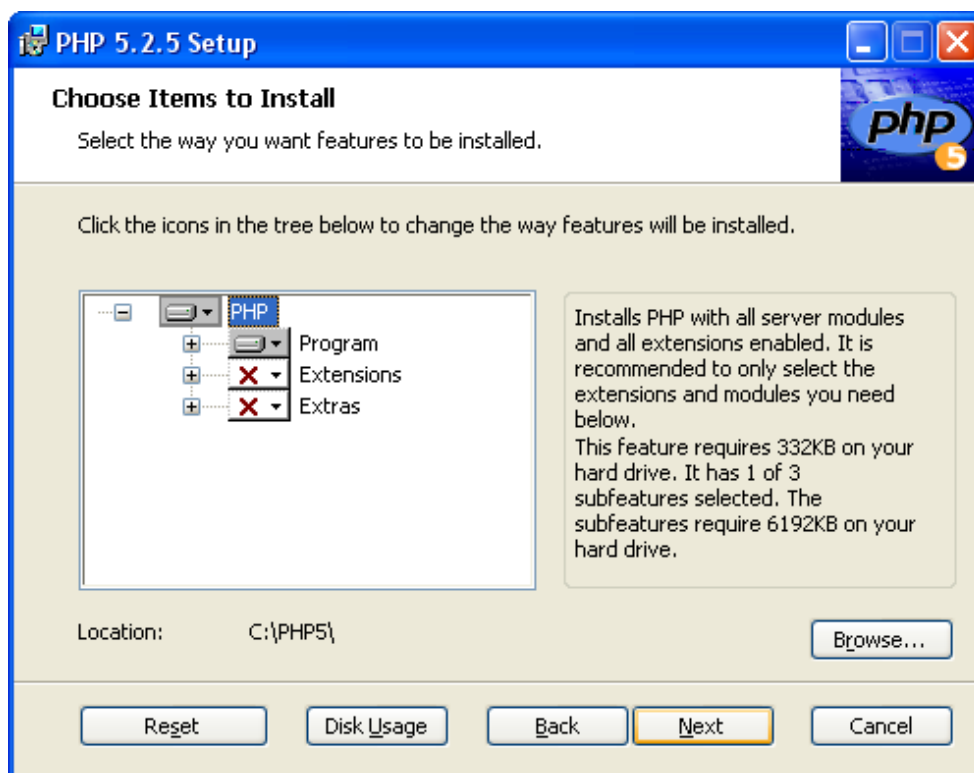 PHP 5.2.5 Setup
Choose Items to Install
Select the way you want features to be installed.
php
5
Click the icons in the tree below to change the way features will be installed.
PHP
Program
Extensions
Extras
Installs PHP with all server modules
and all extensions enabled. It is
recommended to only select the
extensions and modules you need
below.
This feature requires 332KB on your
hard drive. It has 1 of 3
subfeatures selected. The
subfeatures require 6192KB on your
hard drive.
Location: C:\PHP5\
Browse...
Reset Disk Usage Back Next Cancel